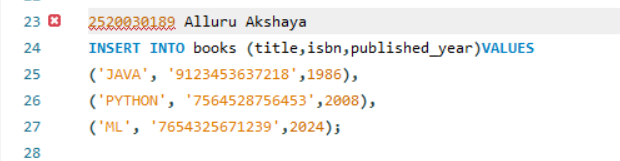 23 2520030189 Alluru Akshaya
24 INSERT INTO books (title,isbn,published_year)VALUES
25 ('JAVA', '9123453637218',1986),
26 ('PYTHON', '7564528756453',2008),
27 ('ML', '7654325671239',2024);
28